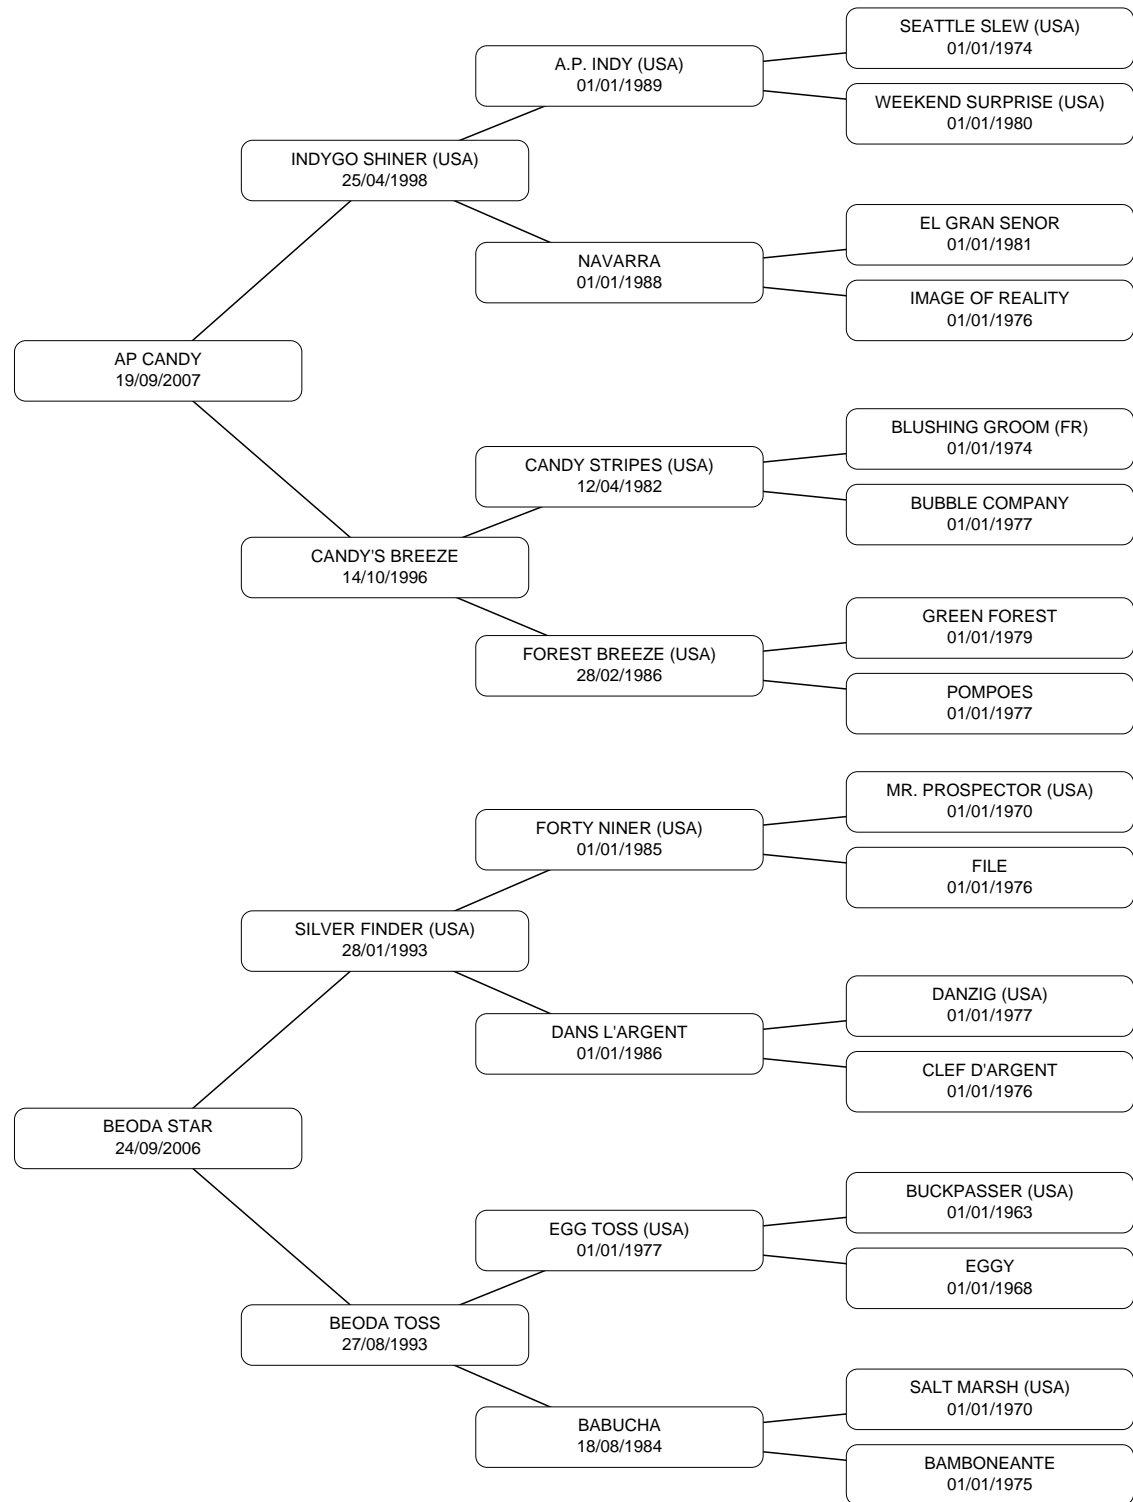 SEATTLE SLEW (USA)
01/01/1974
A.P. INDY (USA)
01/01/1989
WEEKEND SURPRISE (USA)
01/01/1980
INDYGO SHINER (USA)
25/04/1998
EL GRAN SENOR
01/01/1981
NAVARRA
01/01/1988
IMAGE OF REALITY
01/01/1976
AP CANDY
19/09/2007
BLUSHING GROOM (FR)
01/01/1974
CANDY STRIPES (USA)
12/04/1982
BUBBLE COMPANY
01/01/1977
CANDY'S BREEZE
14/10/1996
GREEN FOREST
01/01/1979
FOREST BREEZE (USA)
28/02/1986
POMPOES
01/01/1977
MR. PROSPECTOR (USA)
01/01/1970
FORTY NINER (USA)
01/01/1985
FILE
01/01/1976
SILVER FINDER (USA)
28/01/1993
DANZIG (USA)
01/01/1977
DANS L'ARGENT
01/01/1986
CLEF D'ARGENT
01/01/1976
BEODA STAR
24/09/2006
BUCKPASSER (USA)
01/01/1963
EGG TOSS (USA)
01/01/1977
EGGY
01/01/1968
BEODA TOSS
27/08/1993
SALT MARSH (USA)
01/01/1970
BABUCHA
18/08/1984
BAMBONEANTE
01/01/1975